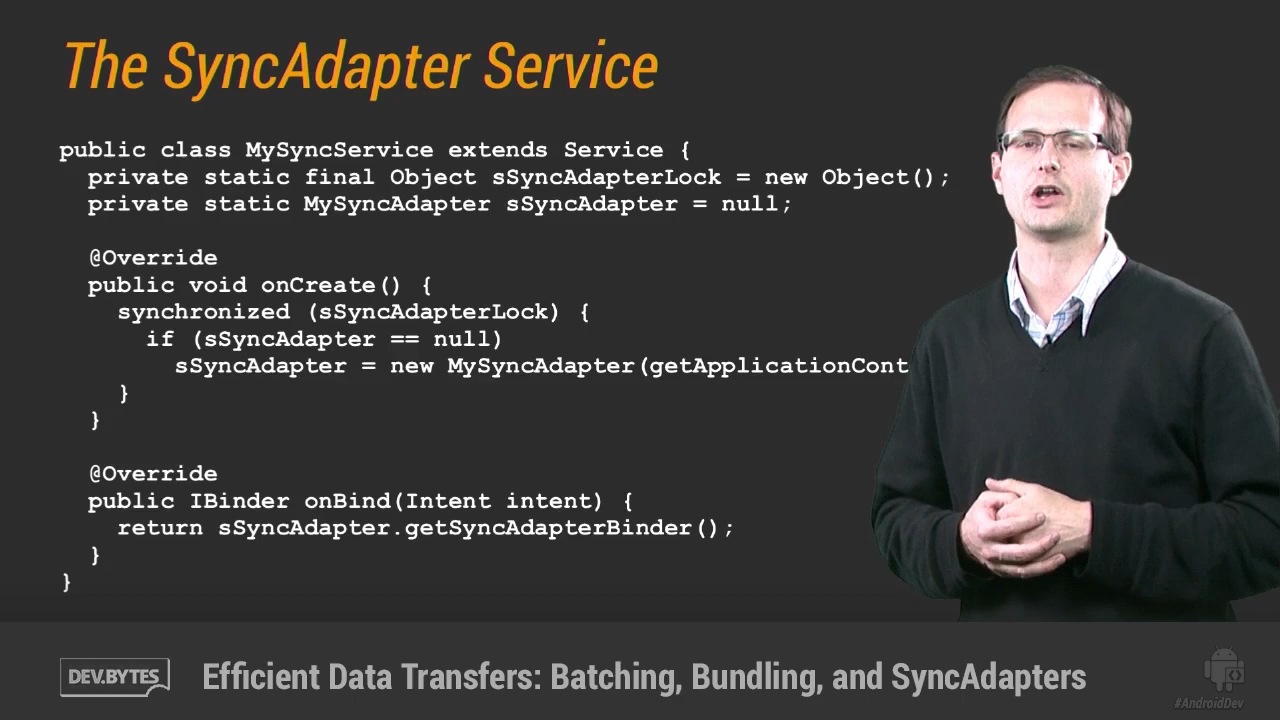 The SyncAdapter Service
public class MySyncService extends Service {
private static final Object sSyncAdapterLock = new Object();
private static MySyncAdapter sSyncAdapter = null;
@Override
public void onCreate() {
synchronized (sSyncAdapterLock) {
if (sSyncAdapter == null)
sSyncAdapter = new MySyncAdapter(getApplicationCont
}
}
@Override
public IBinder onBind(Intent intent) {
return sSyncAdapter.getSyncAdapterBinder();
}
}
DEV.BYTES
Efficient Data Transfers: Batching, Bundling, and SyncAdapters
#AndroidDev